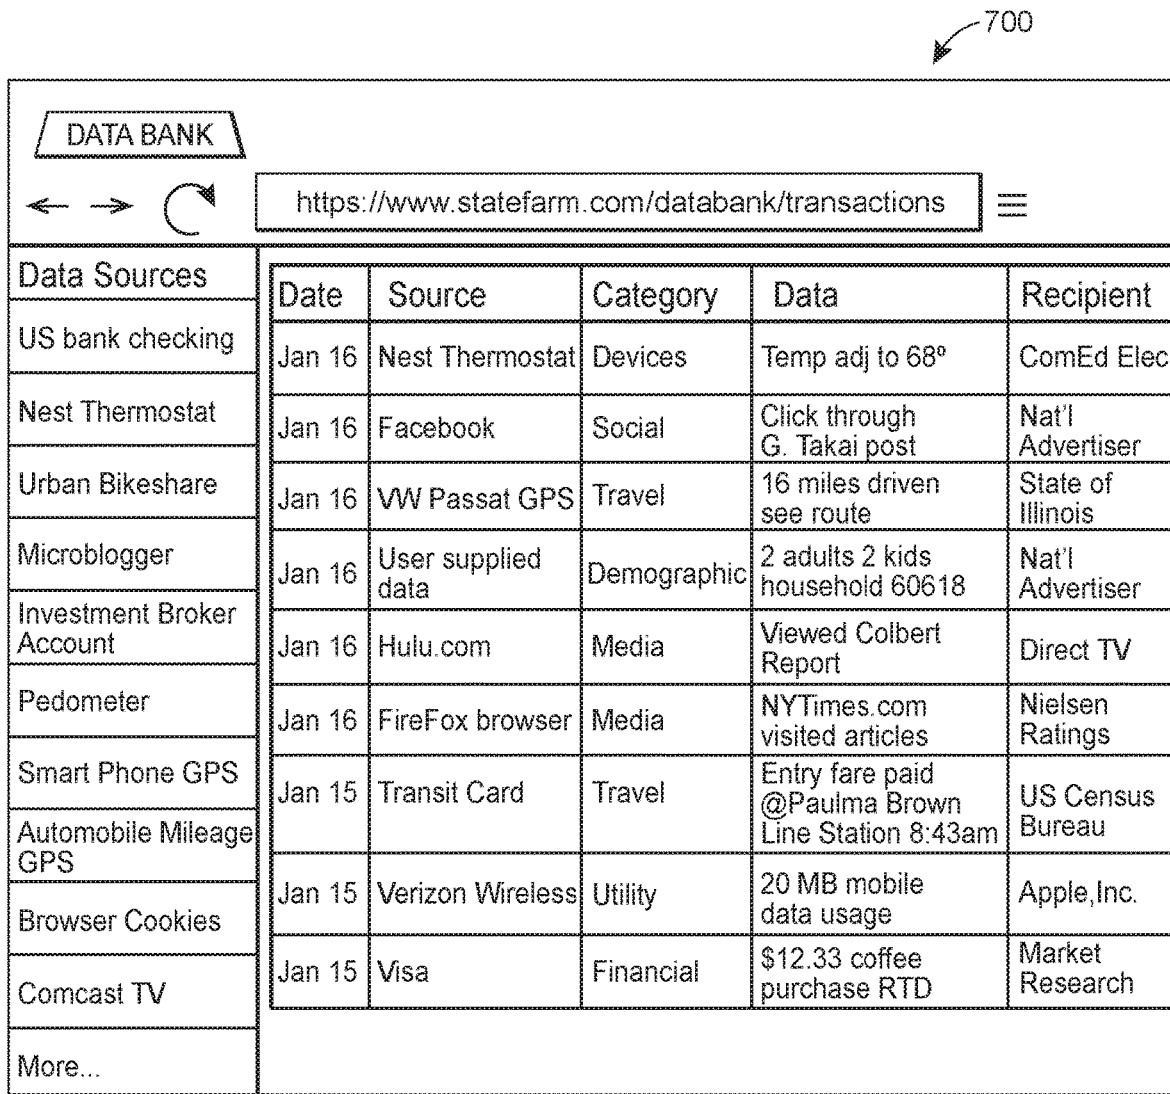 700
DATA BANK
https://www.statefarm.com/databank/transactions
Data Sources
US bank checking
Nest Thermostat
Urban Bikeshare
Microblogger
Investment Broker
Account
Pedometer
Smart Phone GPS
Automobile Mileage
GPS
Browser Cookies
Comcast TV
More...
Date Source Category Data Recipient
Jan 16 Nest Thermostat Devices Temp adj to 68º ComEd Elec
Jan 16 Facebook Social Click through
G. Takai post Nat'l
Advertiser
Jan 16 VW Passat GPS Travel 16 miles driven
see route State of
Illinois
Jan 16 User supplied
data Demographic 2 adults 2 kids
household 60618 Nat'l
Advertiser
Jan 16 Hulu.com Media Viewed Colbert
Report Direct TV
Jan 16 FireFox browser Media NYTimes.com
visited articles Nielsen
Ratings
Jan 15 Transit Card Travel Entry fare paid
@Paulma Brown
Line Station 8:43am US Census
Bureau
Jan 15 Verizon Wireless Utility 20 MB mobile
data usage Apple,Inc.
Jan 15 Visa Financial $12.33 coffee
purchase RTD Market
Research